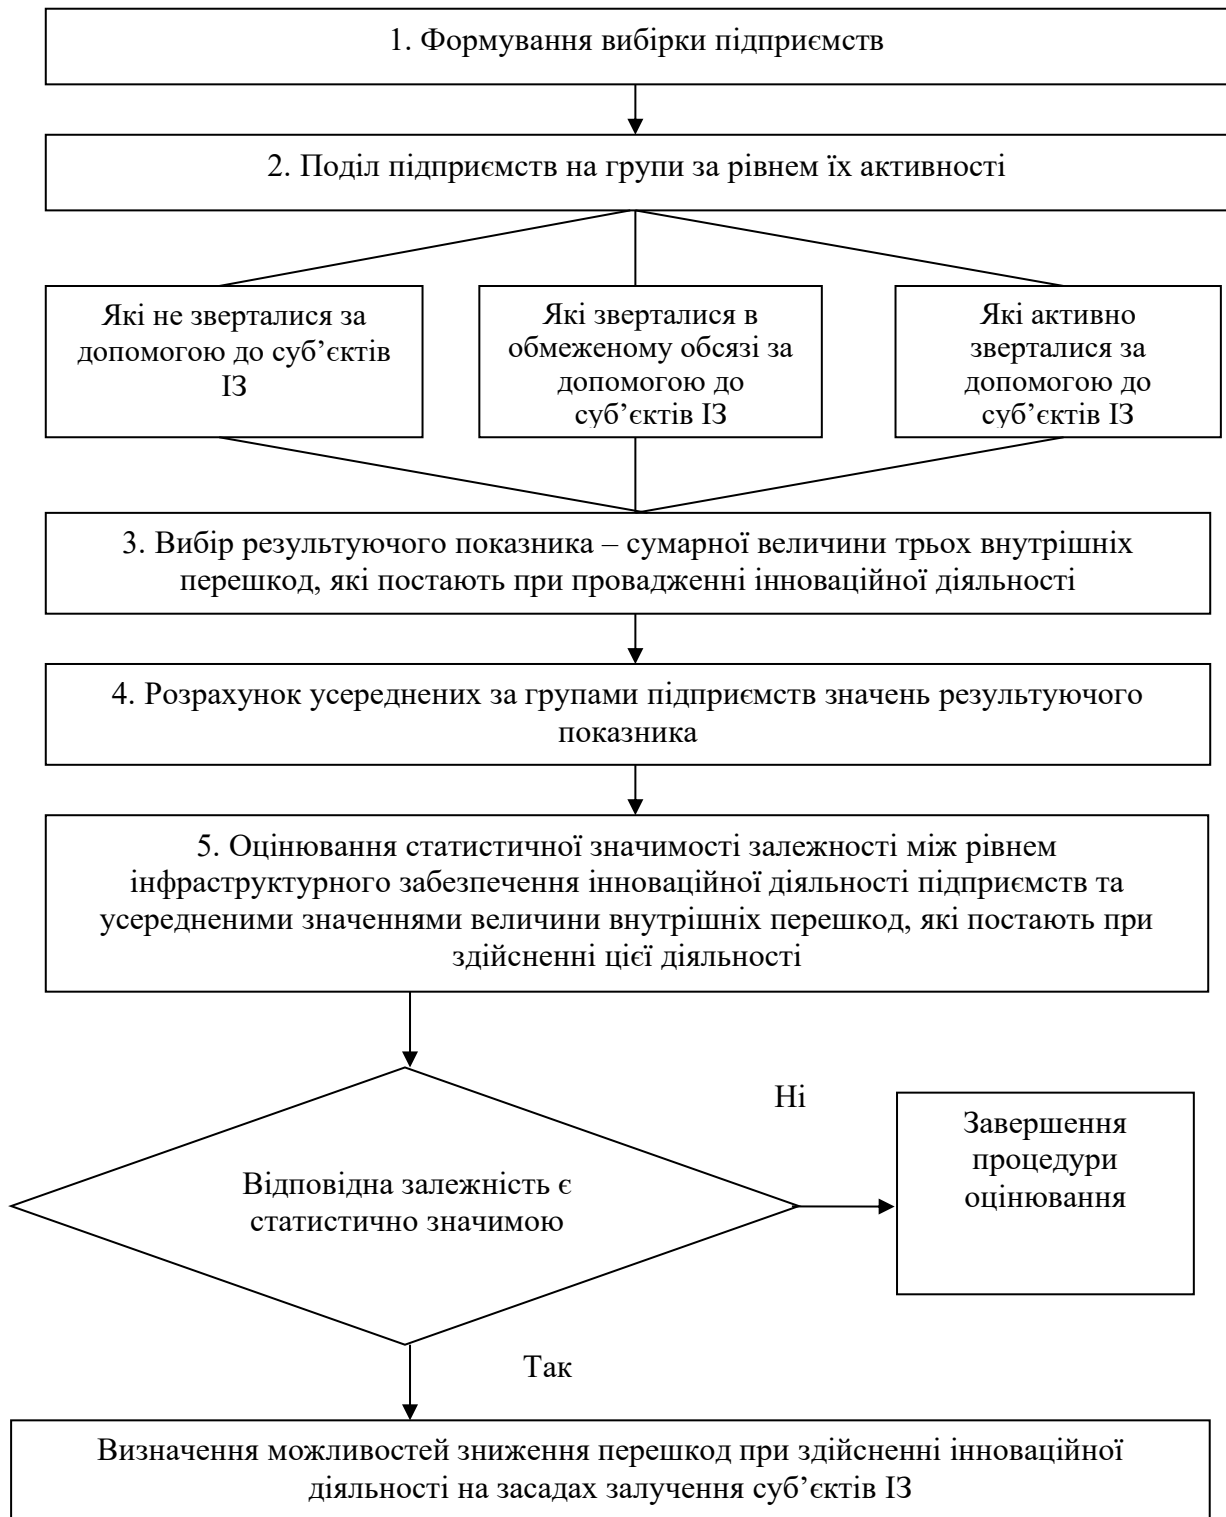 1. Формування вибірки підприємств
2. Поділ підприємств на групи за рівнем їх активності
Які не зверталися за
допомогою до суб’єктів
ІЗ
Які зверталися в
обмеженому обсязі за
допомогою до
суб’єктів ІЗ
Які активно
зверталися за
допомогою до
суб’єктів ІЗ
3. Вибір результуючого показника – сумарної величини трьох внутрішніх
перешкод, які постають при провадженні інноваційної діяльності
4. Розрахунок усереднених за групами підприємств значень результуючого
показника
5. Оцінювання статистичної значимості залежності між рівнем
інфраструктурного забезпечення інноваційної діяльності підприємств та
усередненими значеннями величини внутрішніх перешкод, які постають при
здійсненні цієї діяльності
Ні
Відповідна залежність є
статистично значимою
Завершення
процедури
оцінювання
Так
Визначення можливостей зниження перешкод при здійсненні інноваційної
діяльності на засадах залучення суб’єктів ІЗ